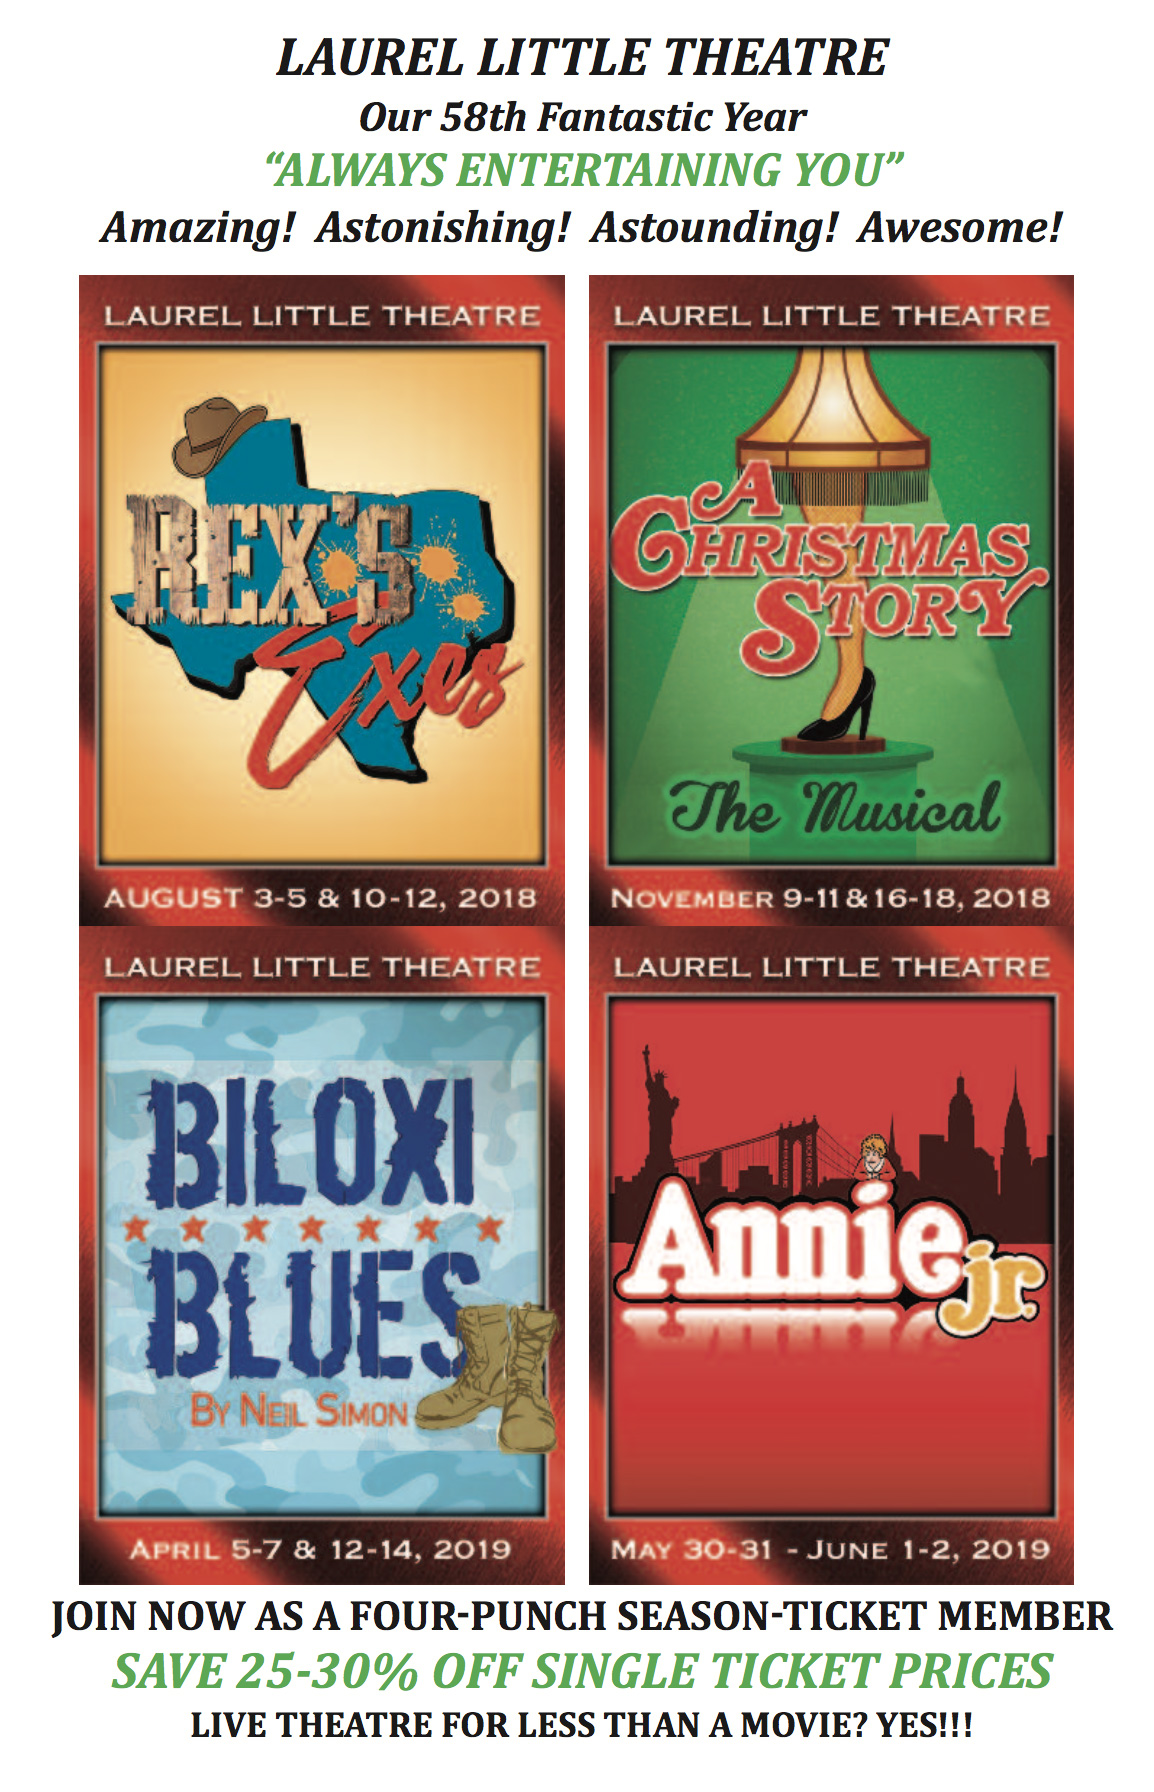 LAUREL LITTLE THEATRE
Our 58th Fantastic Year
“ALWAYS ENTERTAINING YOU”
Amazing! Astonishing! Astounding! Awesome!
LAUREL LITTLE THEATRE
REX'S
Exes
AUGUST 3-5 & 10-12, 2018
LAUREL LITTLE THEATRE
A
CHRISTMAS
STORY
The Musical
NOVEMBER 9-11 & 16-18, 2018
LAUREL LITTLE THEATRE
BILOXI
BLUES
BY NEIL SIMON
APRIL 5-7 & 12-14, 2019
LAUREL LITTLE THEATRE
Annie
jr.
MAY 30-31 - JUNE 1-2, 2019
JOIN NOW AS A FOUR-PUNCH SEASON-TICKET MEMBER
SAVE 25-30% OFF SINGLE TICKET PRICES
LIVE THEATRE FOR LESS THAN A MOVIE? YES!!!